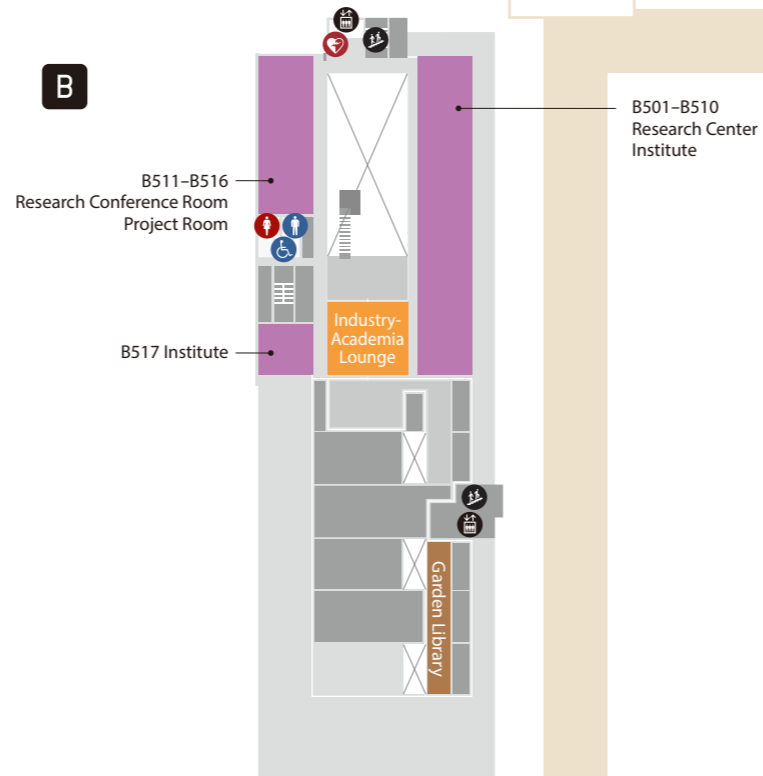 B
B501–B510
Research Center
Institute
B511–B516
Research Conference Room
Project Room
Industry-
Academia
Lounge
B517 Institute
Garden Library